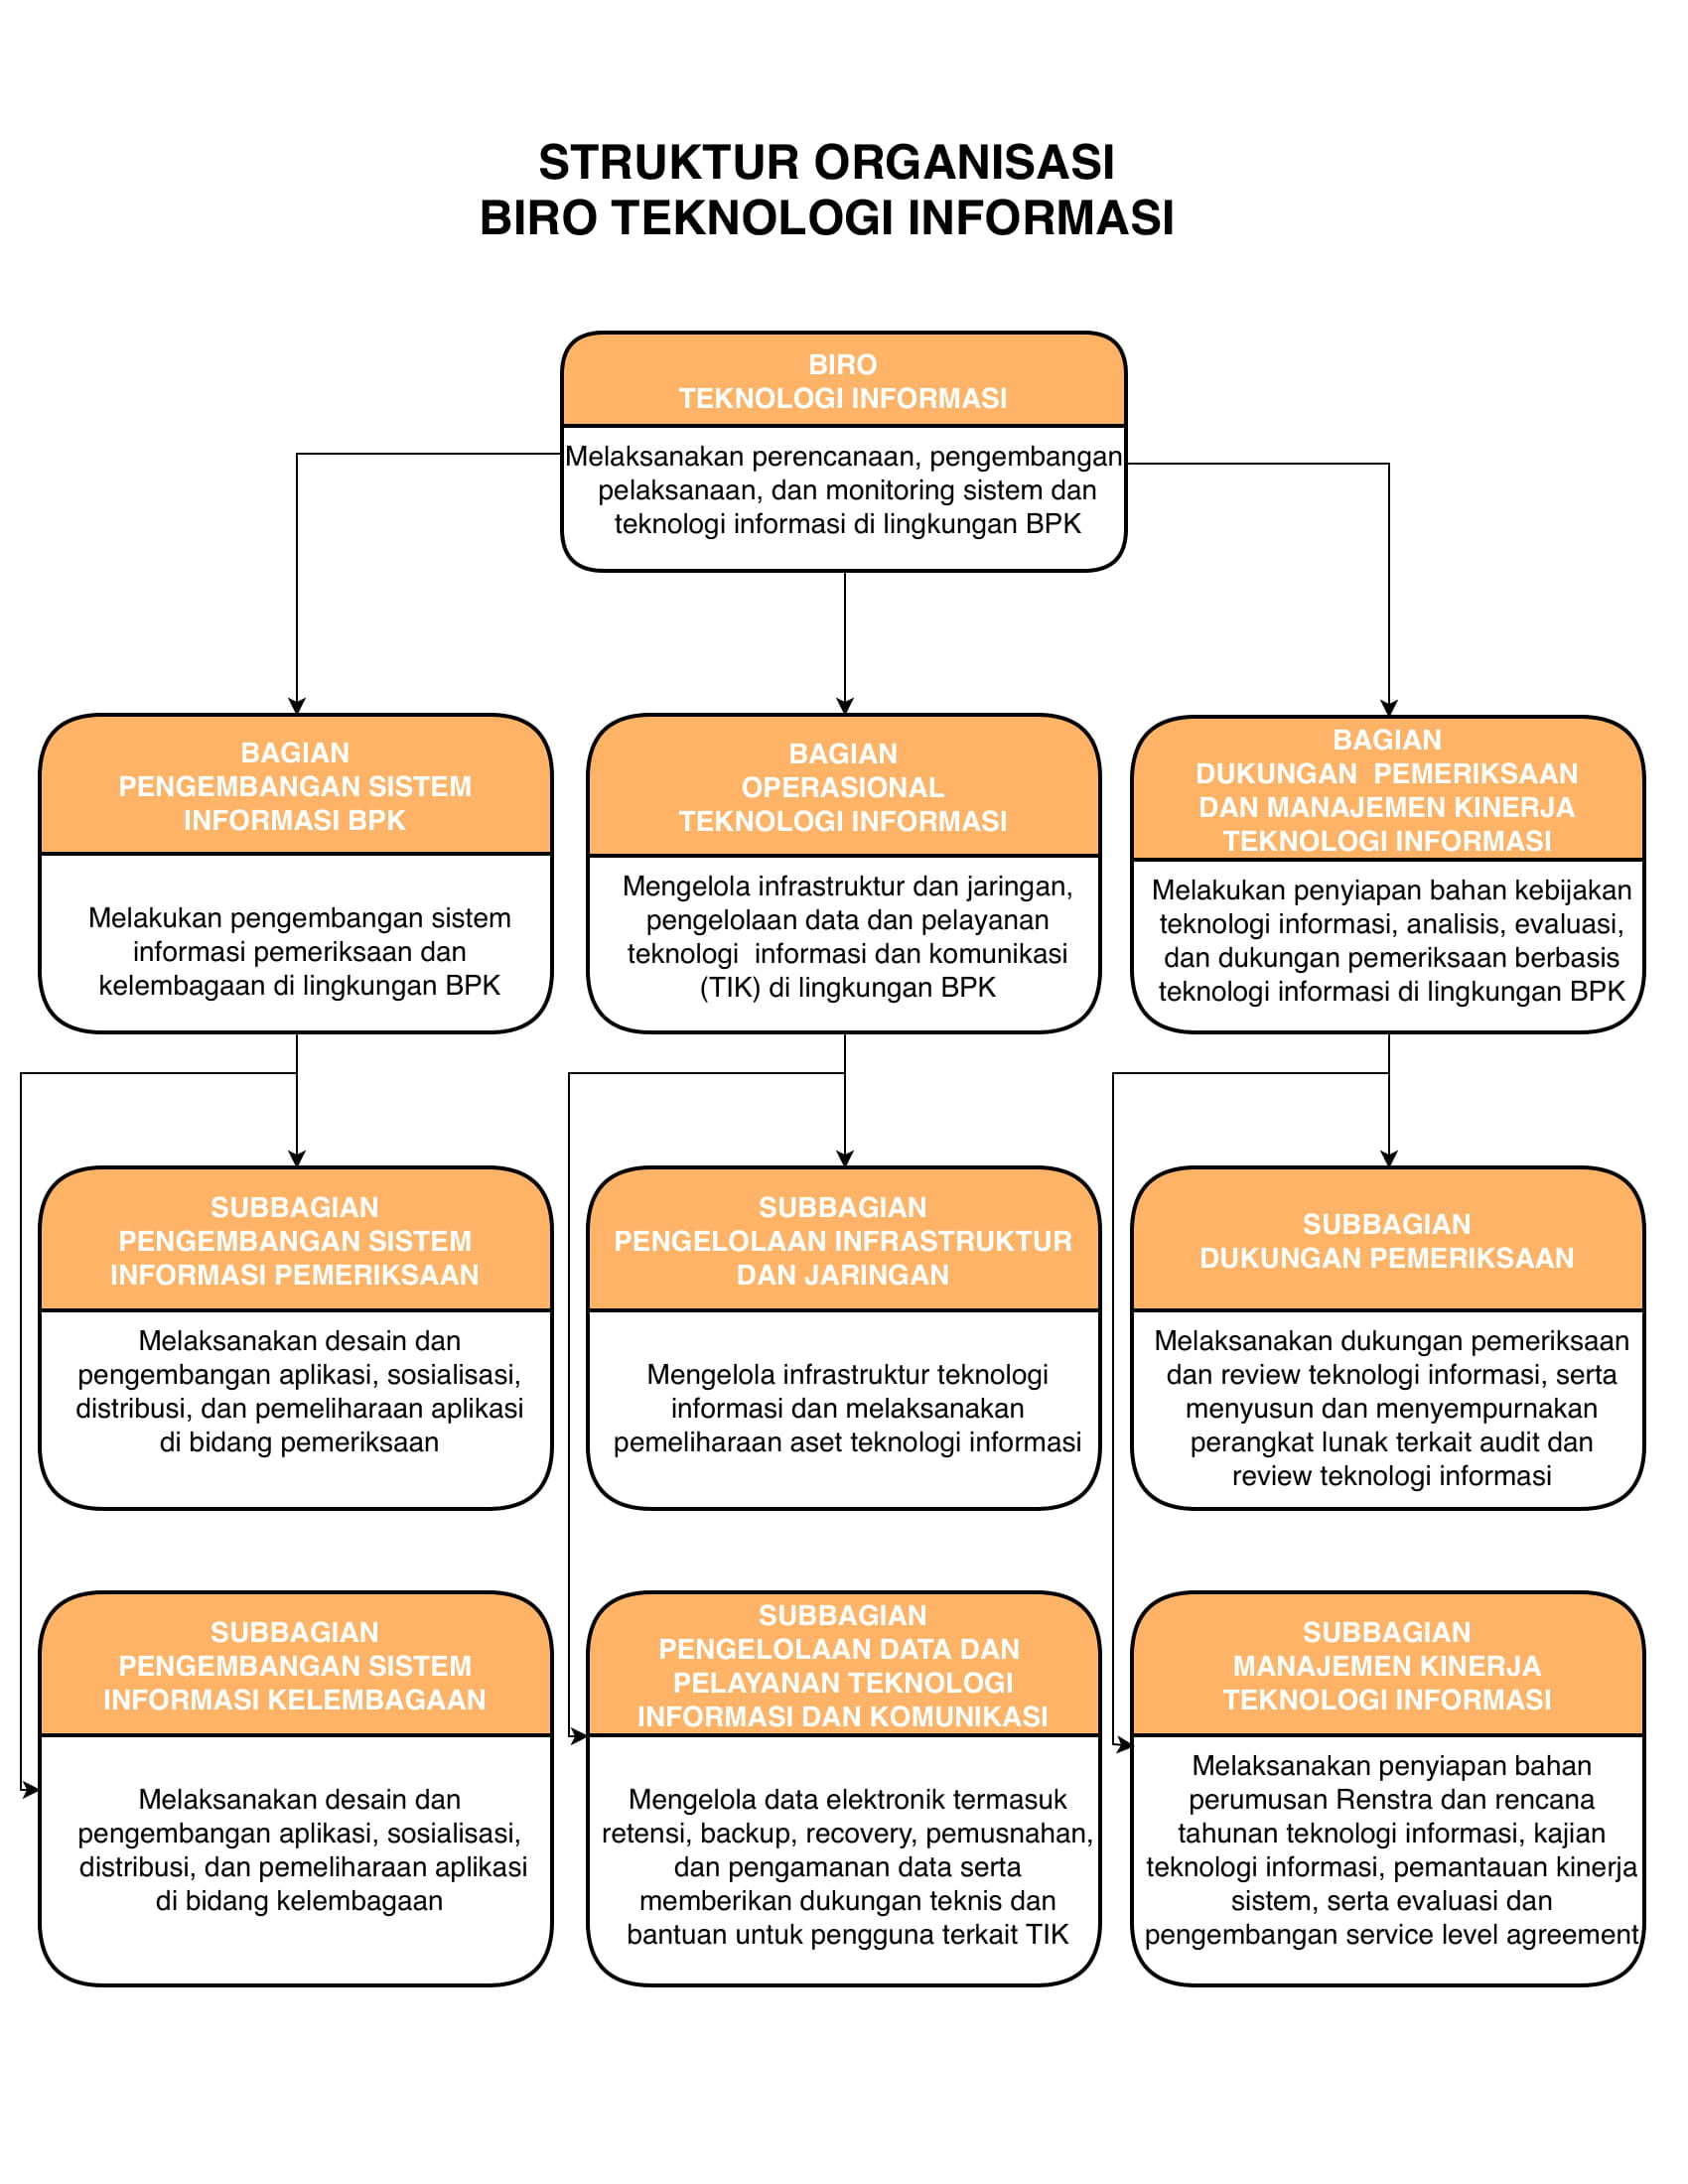 STRUKTUR ORGANISASI
BIRO TEKNOLOGI INFORMASI
BIRO
TEKNOLOGI INFORMASI
Melaksanakan perencanaan, pengembangan
pelaksanaan, dan monitoring sistem dan
teknologi informasi di lingkungan BPK
BAGIAN
PENGEMBANGAN SISTEM
INFORMASI BPK
Melakukan pengembangan sistem
informasi pemeriksaan dan
kelembagaan di lingkungan BPK
BAGIAN
OPERASIONAL
TEKNOLOGI INFORMASI
Mengelola infrastruktur dan jaringan,
pengelolaan data dan pelayanan
teknologi informasi dan komunikasi
(TIK) di lingkungan BPK
BAGIAN
DUKUNGAN PEMERIKSAAN
DAN MANAJEMEN KINERJA
TEKNOLOGI INFORMASI
Melakukan penyiapan bahan kebijakan
teknologi informasi, analisis, evaluasi,
dan dukungan pemeriksaan berbasis
teknologi informasi di lingkungan BPK
SUBBAGIAN
PENGEMBANGAN SISTEM
INFORMASI PEMERIKSAAN
Melaksanakan desain dan
pengembangan aplikasi, sosialisasi,
distribusi, dan pemeliharaan aplikasi
di bidang pemeriksaan
SUBBAGIAN
PENGELOLAAN INFRASTRUKTUR
DAN JARINGAN
Mengelola infrastruktur teknologi
informasi dan melaksanakan
pemeliharaan aset teknologi informasi
SUBBAGIAN
DUKUNGAN PEMERIKSAAN
Melaksanakan dukungan pemeriksaan
dan review teknologi informasi, serta
menyusun dan menyempurnakan
perangkat lunak terkait audit dan
review teknologi informasi
SUBBAGIAN
PENGEMBANGAN SISTEM
INFORMASI KELEMBAGAAN
Melaksanakan desain dan
pengembangan aplikasi, sosialisasi,
distribusi, dan pemeliharaan aplikasi
di bidang kelembagaan
SUBBAGIAN
PENGELOLAAN DATA DAN
PELAYANAN TEKNOLOGI
INFORMASI DAN KOMUNIKASI
Mengelola data elektronik termasuk
retensi, backup, recovery, pemusnahan,
dan pengamanan data serta
memberikan dukungan teknis dan
bantuan untuk pengguna terkait TIK
SUBBAGIAN
MANAJEMEN KINERJA
TEKNOLOGI INFORMASI
Melaksanakan penyiapan bahan
perumusan Renstra dan rencana
tahunan teknologi informasi, kajian
teknologi informasi, pemantauan kinerja
sistem, serta evaluasi dan
pengembangan service level agreement